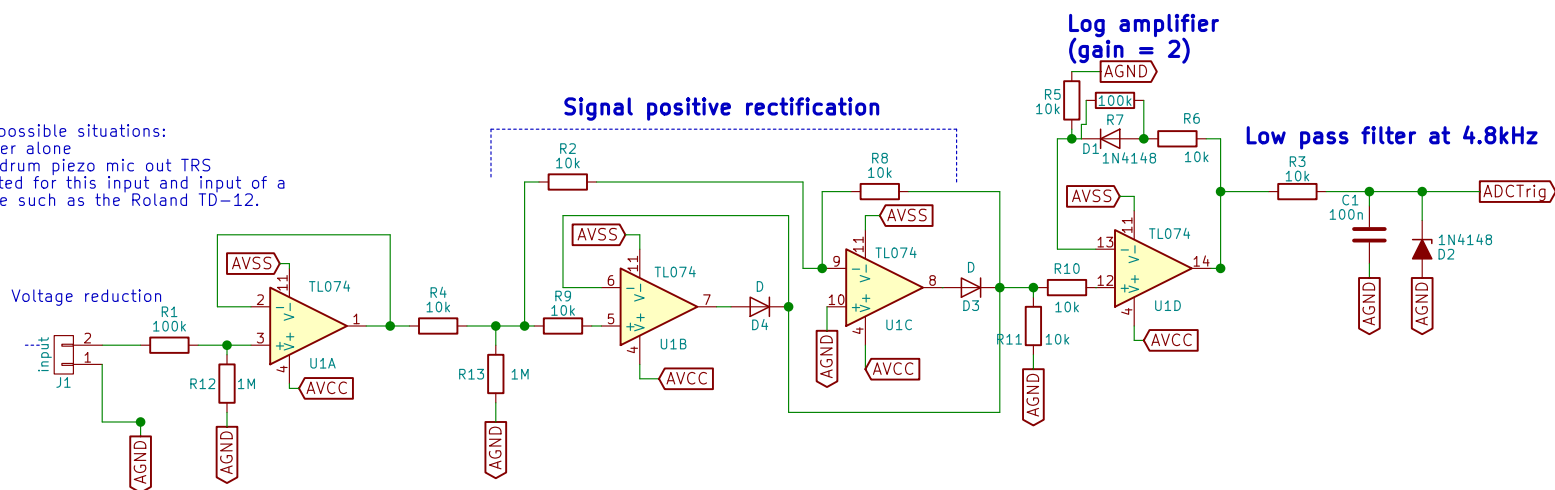 Log amplifier
(gain = 2)
AGND
R5
10k
100k
R7
R6
D1
1N4148
10k
Signal positive rectification
Low pass filter at 4.8kHz
possible situations:
er alone
drum piezo mic out TRS
ted for this input and input of a
e such as the Roland TD-12.
R2
10k
R8
10k
R3
10k
ADCTrig
C1
100n
1N4148
D2
AGND
AGND
AVSS
11
TL074
13
12
14
V-
V+
U1D
4
AVCC
AVSS
11
TL074
9
10
8
V-
V+
U1C
4
AVCC
AGND
D
D3
R10
10k
R11
10k
AGND
AVSS
11
TL074
6
5
7
V-
V+
U1B
4
AVCC
D
D4
R9
10k
R4
10k
R13
1M
AGND
AVSS
11
TL074
2
3
1
V-
V+
U1A
4
AVCC
Voltage reduction
R1
100k
R12
1M
AGND
input
2
1
J1
AGND